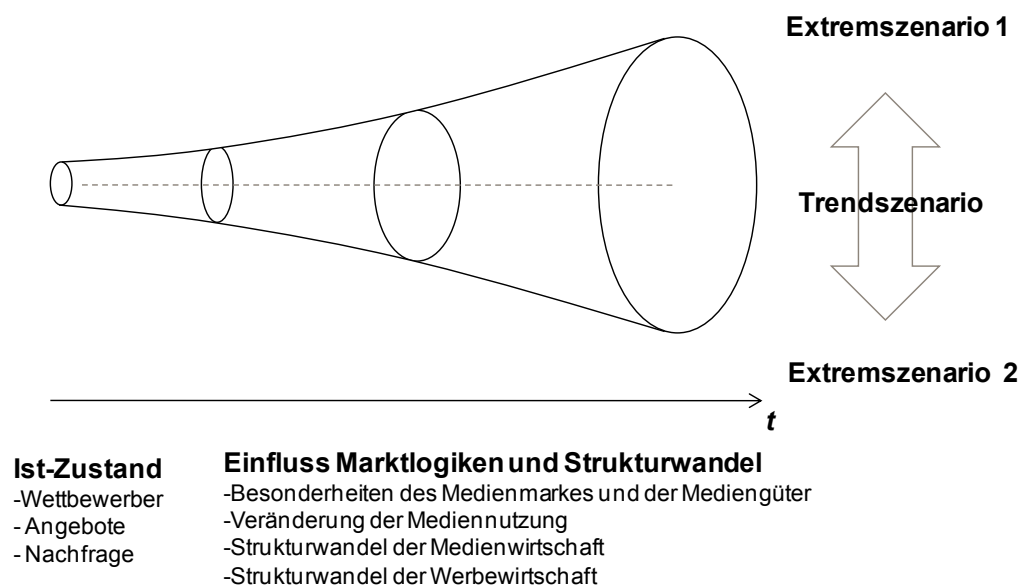 Extremszenario 1
Trendszenario
Extremszenario 2
t
Ist-Zustand
-Wettbewerber
- Angebote
- Nachfrage
Einfluss Marktlogiken und Strukturwandel
-Besonderheiten des Medienmarkes und der Mediengüter
-Veränderung der Mediennutzung
-Strukturwandel der Medienwirtschaft
-Strukturwandel der Werbewirtschaft